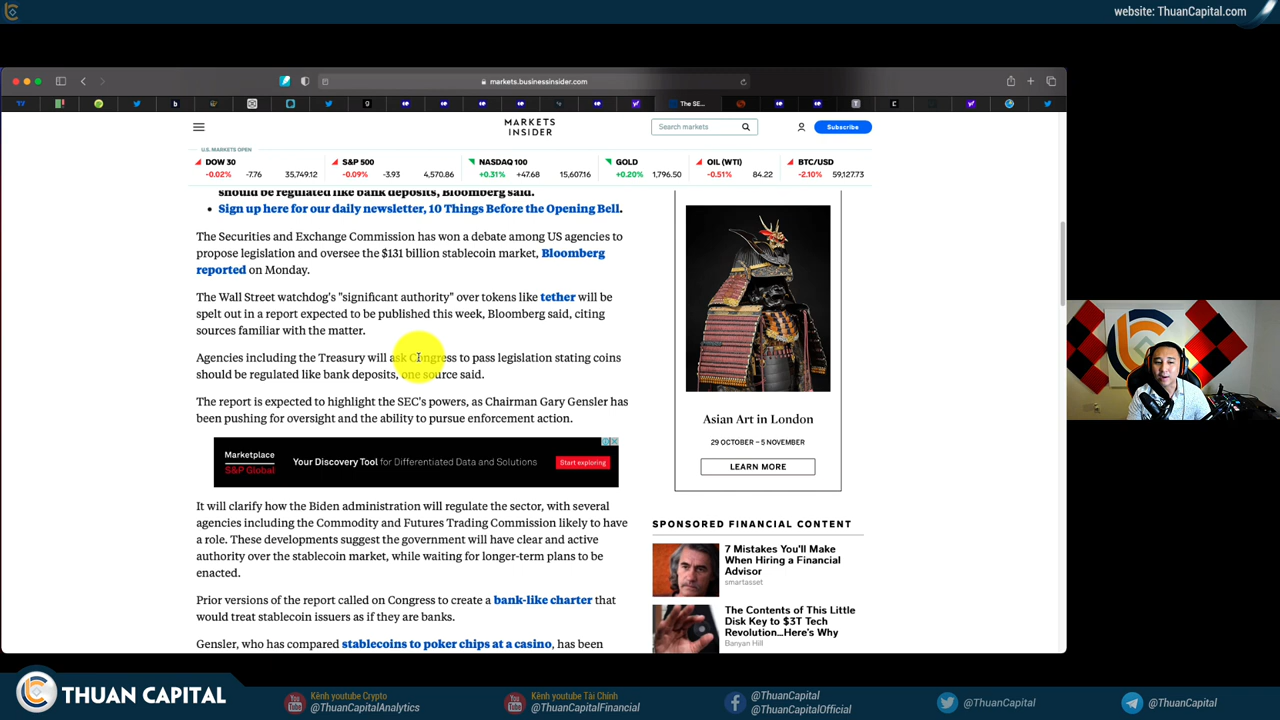 website: ThuanCapital.com
markets.businessinsider.com
The SE...
MARKETS
INSIDER
Search markets
Subscribe
U.S. MARKETS OPEN
DOW 30
-0.02% -7.76 35,749.12
S&P 500
-0.09% -3.93 4,570.86
NASDAQ 100
+0.31% +47.68 15,607.16
GOLD
+0.20% 1,796.50
OIL (WTI)
-0.51% 84.22
BTC/USD
-2.10% 59,127.73
should be regulated like bank deposits, Bloomberg said.
• Sign up here for our daily newsletter, 10 Things Before the Opening Bell.
The Securities and Exchange Commission has won a debate among US agencies to
propose legislation and oversee the $131 billion stablecoin market, Bloomberg
reported on Monday.
The Wall Street watchdog's "significant authority" over tokens like tether will be
spelt out in a report expected to be published this week, Bloomberg said, citing
sources familiar with the matter.
Agencies including the Treasury will ask Congress to pass legislation stating coins
should be regulated like bank deposits, one source said.
The report is expected to highlight the SEC's powers, as Chairman Gary Gensler has
been pushing for oversight and the ability to pursue enforcement action.
Marketplace
S&P Global
Your Discovery Tool for Differentiated Data and Solutions
Start exploring
It will clarify how the Biden administration will regulate the sector, with several
agencies including the Commodity and Futures Trading Commission likely to have
a role. These developments suggest the government will have clear and active
authority over the stablecoin market, while waiting for longer-term plans to be
enacted.
Prior versions of the report called on Congress to create a bank-like charter that
would treat stablecoin issuers as if they are banks.
Gensler, who has compared stablecoins to poker chips at a casino, has been
Asian Art in London
29 OCTOBER – 5 NOVEMBER
LEARN MORE
SPONSORED FINANCIAL CONTENT
7 Mistakes You'll Make
When Hiring a Financial
Advisor
smartasset
The Contents of This Little
Disk Key to $3T Tech
Revolution...Here's Why
Banyan Hill
THUAN CAPITAL
Kênh youtube Crypto
@ThuanCapitalAnalytics
Kênh youtube Tài Chính
@ThuanCapitalFinancial
@ThuanCapital
@ThuanCapitalOfficial
@ThuanCapital
@ThuanCapital